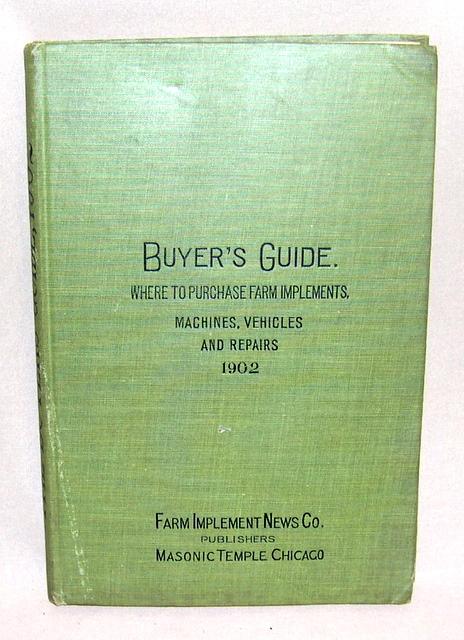 BUYER'S GUIDE.
WHERE TO PURCHASE FARM IMPLEMENTS,
MACHINES, VEHICLES
AND REPAIRS
1902
FARM IMPLEMENT NEWS CO.
PUBLISHERS
MASONIC TEMPLE CHICAGO